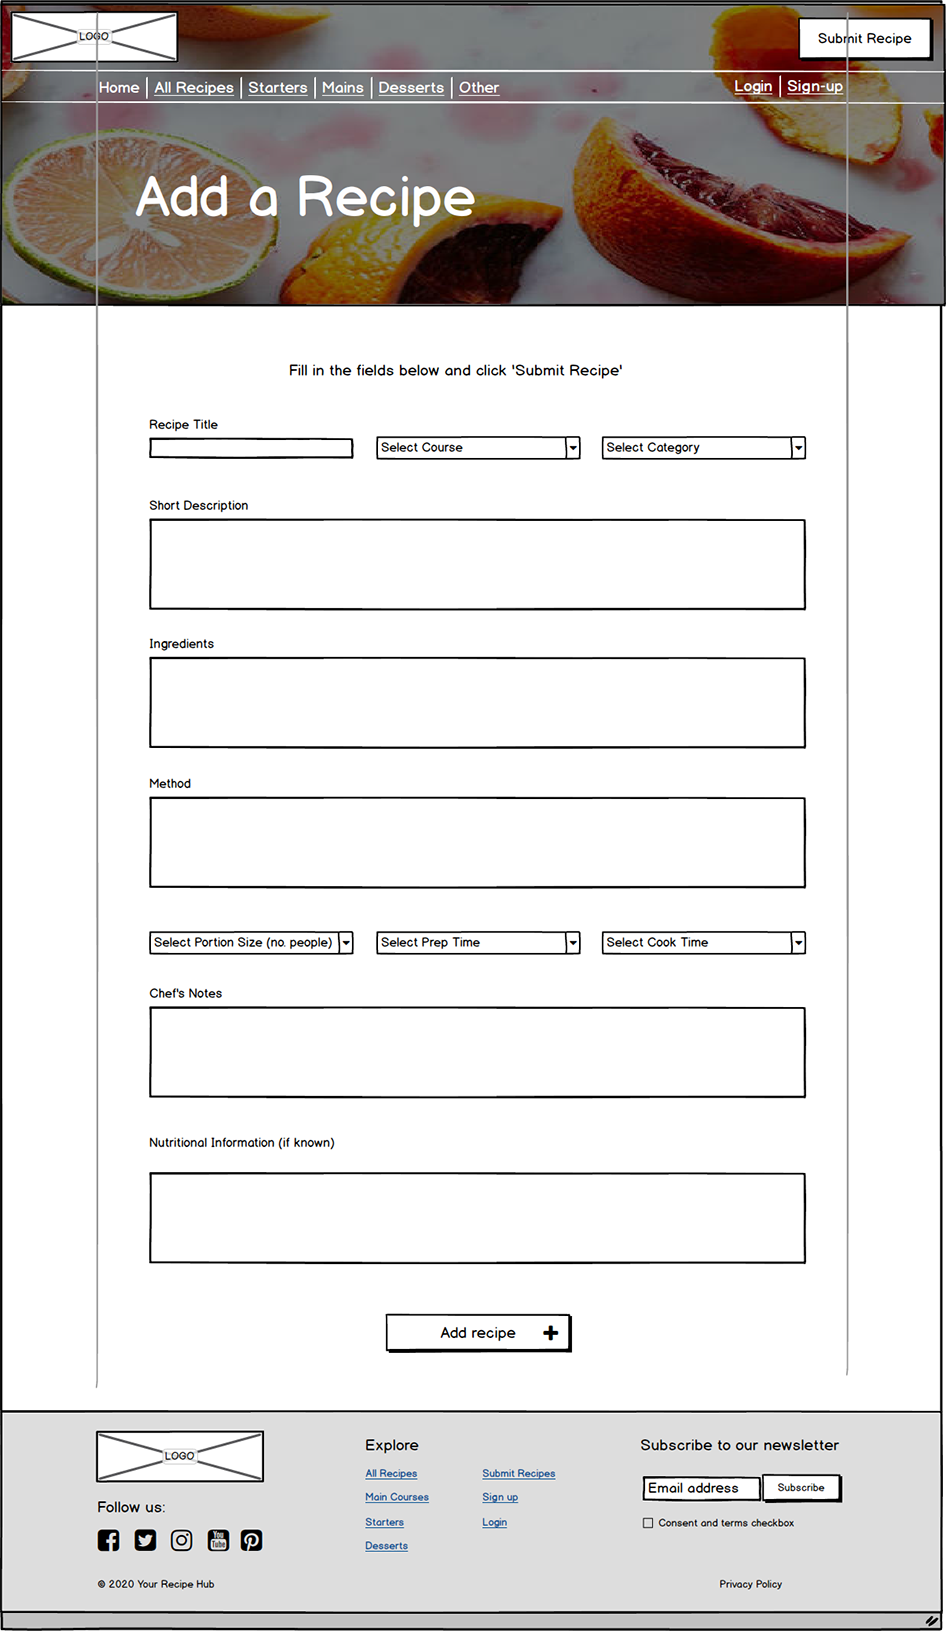 LOGO
Submit Recipe
Home All Recipes Starters Mains Desserts Other
Login Sign-up
Add a Recipe
Fill in the fields below and click 'Submit Recipe'
Recipe Title
Select Course
Select Category
Short Description
Ingredients
Method
Select Portion Size (no. people)
Select Prep Time
Select Cook Time
Chef's Notes
Nutritional Information (if known)
Add recipe
LOGO
Follow us:
You
Tube
© 2020 Your Recipe Hub
Explore
All Recipes
Main Courses
Starters
Desserts
Submit Recipes
Sign up
Login
Subscribe to our newsletter
Email address
Subscribe
Consent and terms checkbox
Privacy Policy